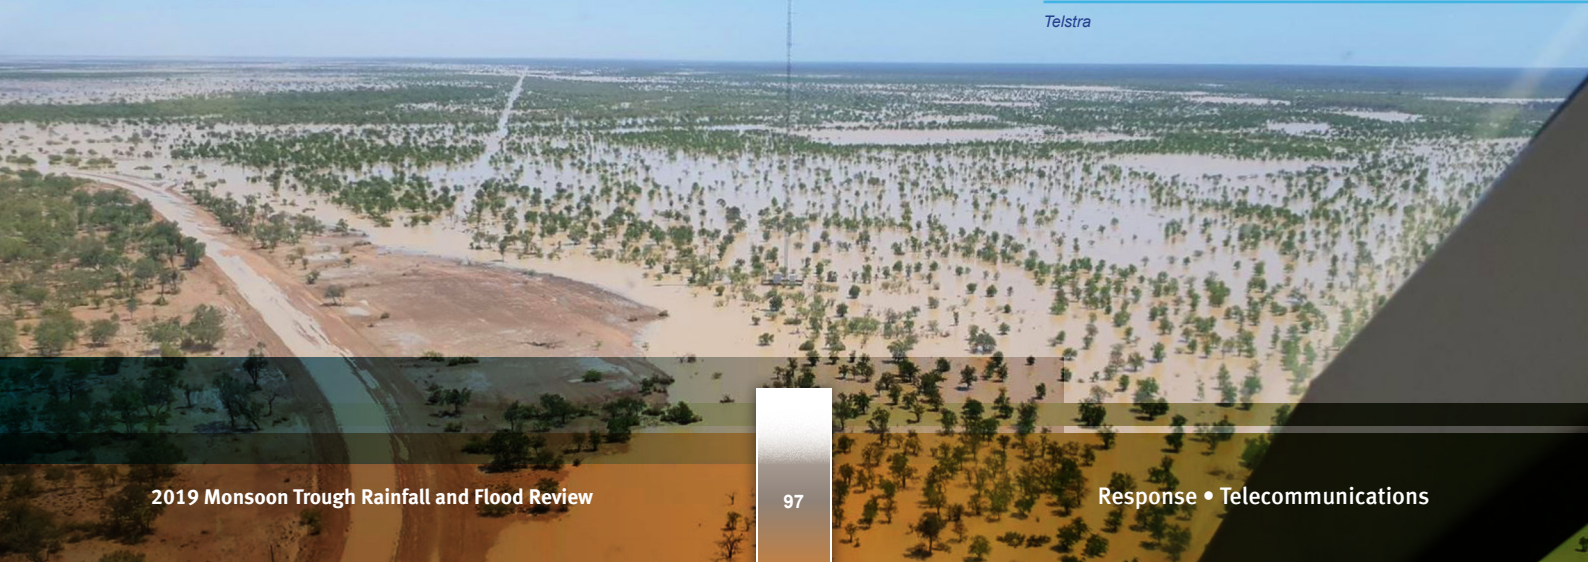 Telstra
2019 Monsoon Trough Rainfall and Flood Review
97
Response • Telecommunications